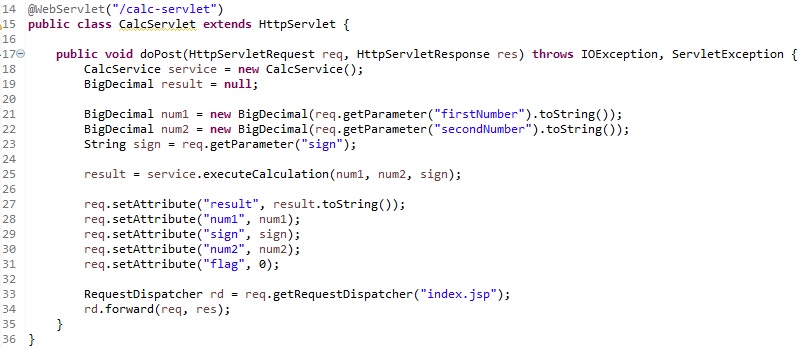 14 @WebServlet("/calc-servlet")
15 public class CalcServlet extends HttpServlet {
16
17     public void doPost(HttpServletRequest req, HttpServletResponse res) throws IOException, ServletException {
18         CalcService service = new CalcService();
19         BigDecimal result = null;
20
21         BigDecimal num1 = new BigDecimal(req.getParameter("firstNumber").toString());
22         BigDecimal num2 = new BigDecimal(req.getParameter("secondNumber").toString());
23         String sign = req.getParameter("sign");
24
25         result = service.executeCalculation(num1, num2, sign);
26
27         req.setAttribute("result", result.toString());
28         req.setAttribute("num1", num1);
29         req.setAttribute("sign", sign);
30         req.setAttribute("num2", num2);
31         req.setAttribute("flag", 0);
32
33         RequestDispatcher rd = req.getRequestDispatcher("index.jsp");
34         rd.forward(req, res);
35     }
36 }